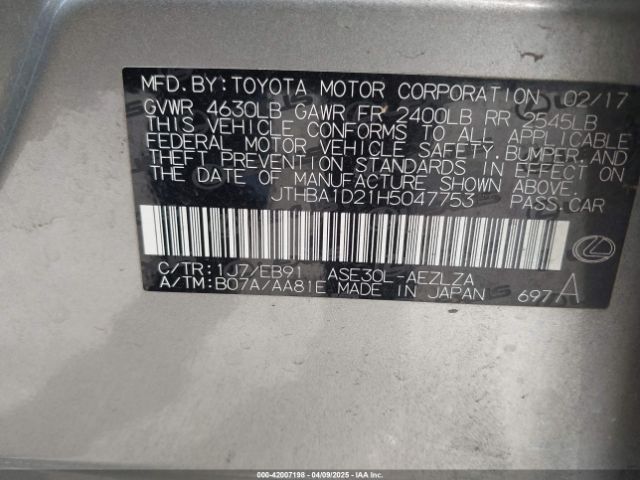 MFD.BY:TOYOTA MOTOR CORPORATION 02/17
GVWR 4630LB GAWR FR 2400LB RR 2545LB
THIS VEHICLE CONFORMS TO ALL APPLICABLE
FEDERAL MOTOR VEHICLE SAFETY,BUMPER,AND
THEFT PREVENTION STANDARDS IN EFFECT ON
THE DATE OF MANUFACTURE SHOWN ABOVE.
JTHBA1D21H5047753 PASS.CAR
C/TR:1J7/EB91 ASE30L-AEZLZA
A/TM:B07A/AA81E MADE IN JAPAN 697 A
000-42007198 - 04/09/2025 - IAAI.COM